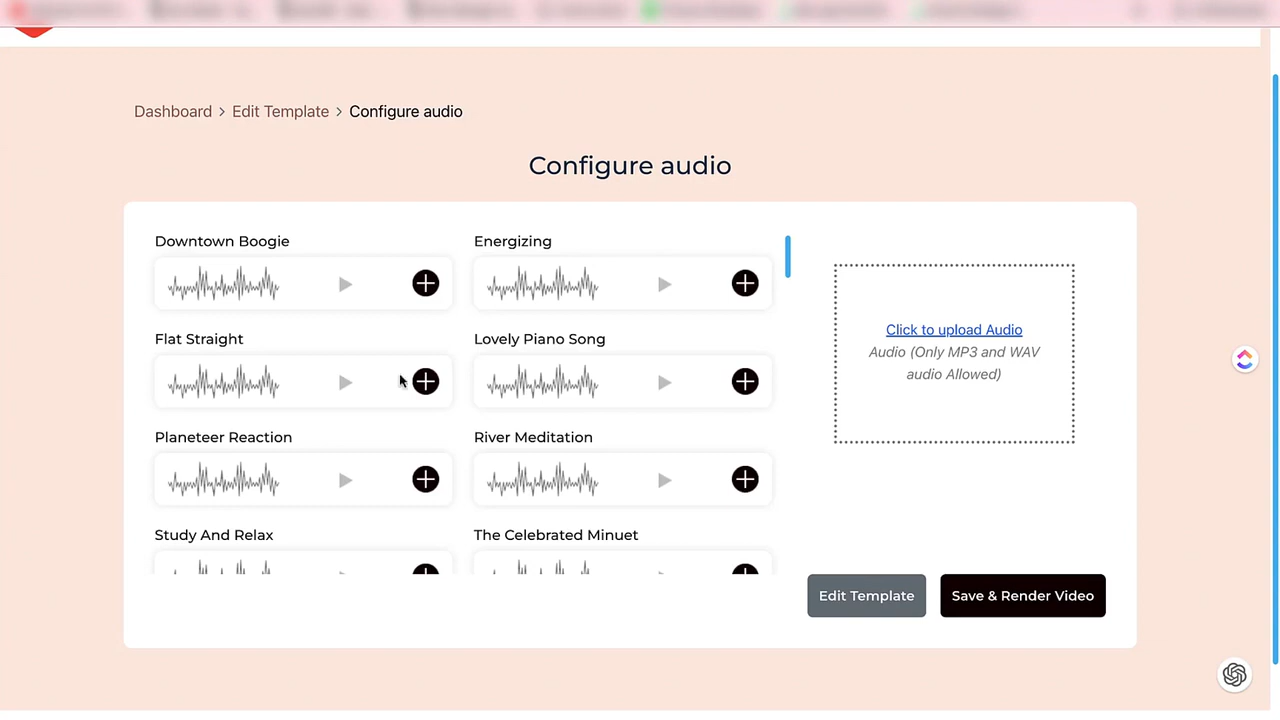 Dashboard > Edit Template > Configure audio
Configure audio
Downtown Boogie
Energizing
Flat Straight
Lovely Piano Song
Planeteer Reaction
River Meditation
Study And Relax
The Celebrated Minuet
Click to upload Audio
Audio (Only MP3 and WAV
audio Allowed)
Edit Template
Save & Render Video